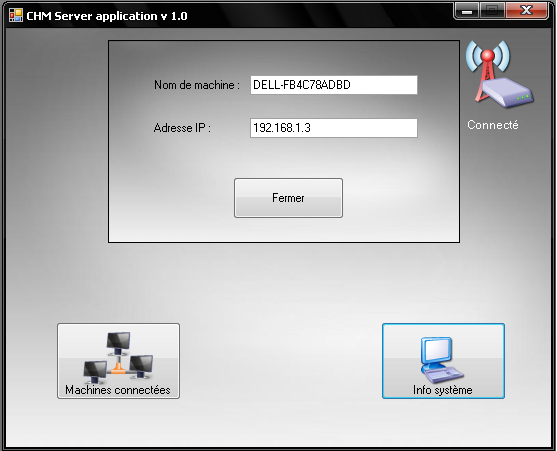 CHM Server application v 1.0
Nom de machine : DELL-FB4C78ADBD
Adresse IP : 192.168.1.3
Connecté
Fermer
Machines connectées
Info système